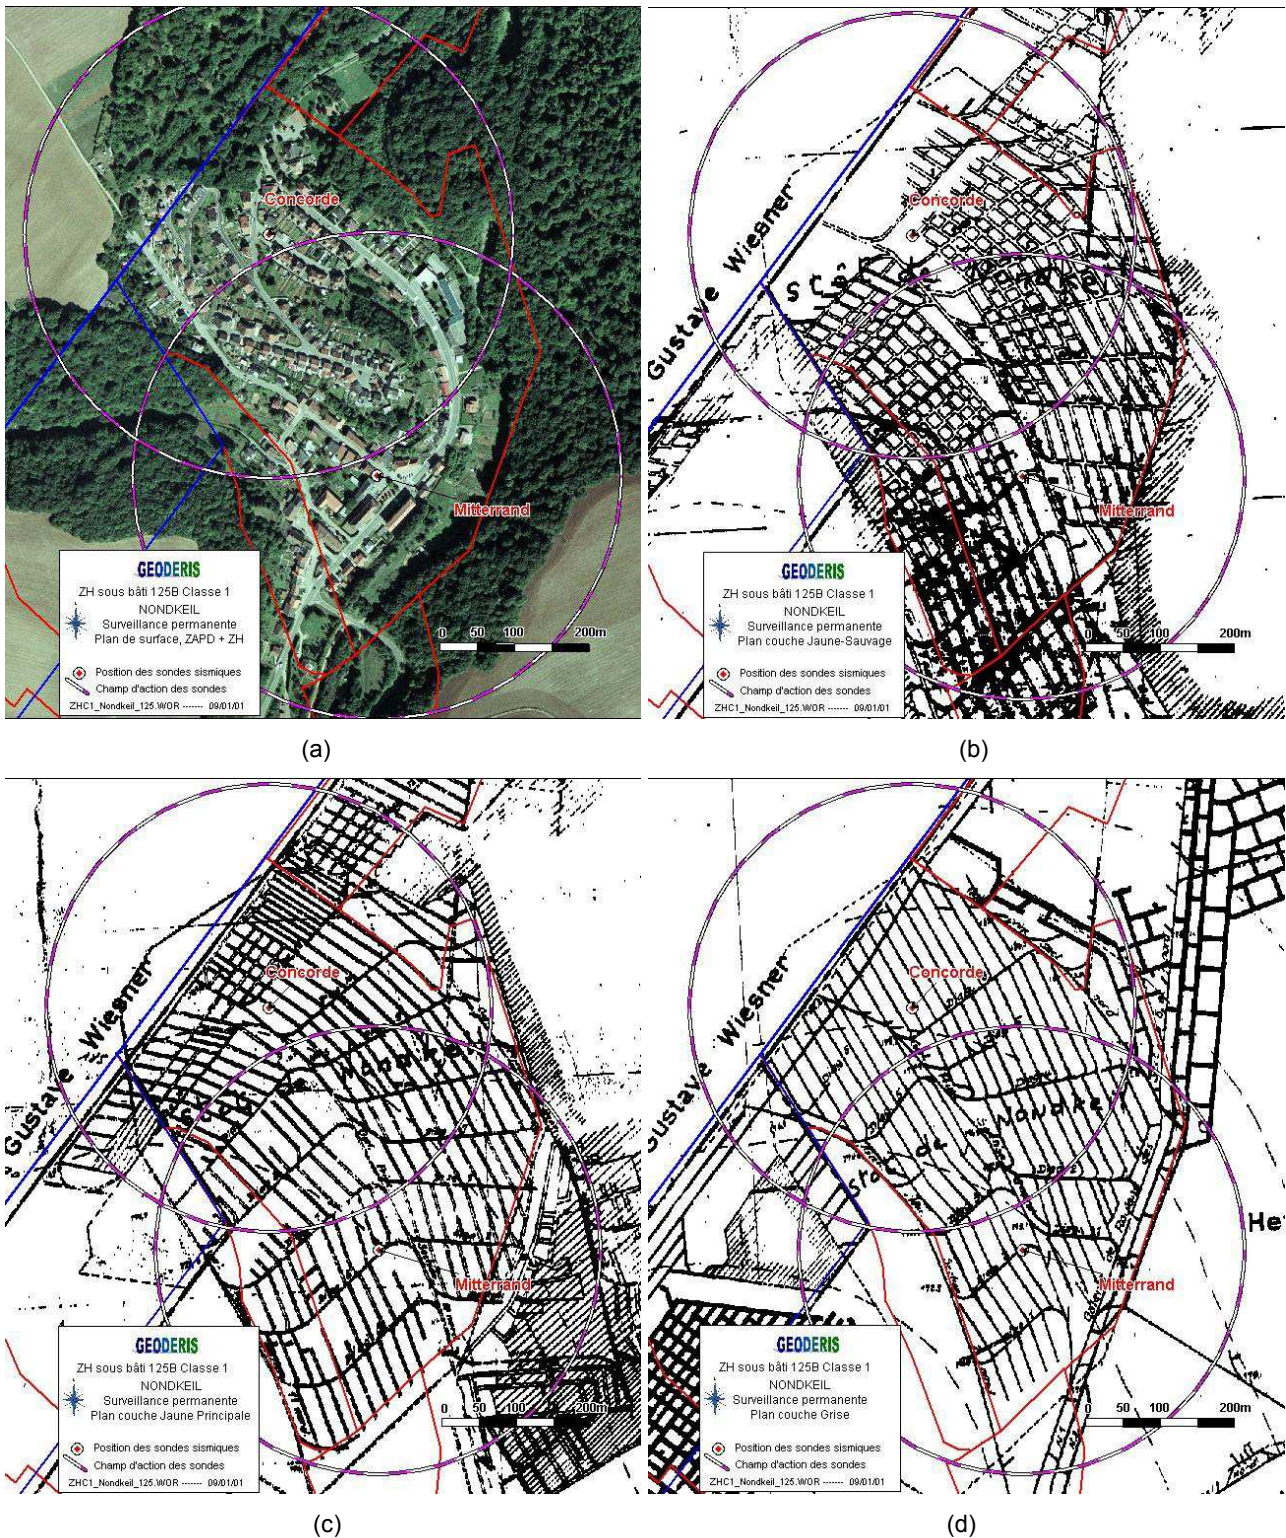 Concorde
Mitterrand
GEODERIS
ZH sous bâti 125B Classe 1
NONDKEIL
Surveillance permanente
Plan de surface, ZAPD + ZH
Position des sondes sismiques
Champ d'action des sondes
ZHC1_Nondkeil_125.WOR ------- 09/01/01
0 50 100 200m
(a)
Gustave Wiesner
Concorde
Mitterrand
GEODERIS
ZH sous bâti 125B Classe 1
NONDKEIL
Surveillance permanente
Plan couche Jaune-Sauvage
Position des sondes sismiques
Champ d'action des sondes
ZHC1_Nondkeil_125.WOR ------- 09/01/01
0 50 100 200m
(b)
Gustave Wiesner
Concorde
Nondke
Mitterrand
GEODERIS
ZH sous bâti 125B Classe 1
NONDKEIL
Surveillance permanente
Plan couche Jaune Principale
Position des sondes sismiques
Champ d'action des sondes
ZHC1_Nondkeil_125.WOR ------- 09/01/01
0 50 100 200m
(c)
Gustave Wiesner
Concorde
Nondke
de
Mitterrand
GEODERIS
ZH sous bâti 125B Classe 1
NONDKEIL
Surveillance permanente
Plan couche Grise
Position des sondes sismiques
Champ d'action des sondes
ZHC1_Nondkeil_125.WOR ------- 09/01/01
0 50 100 200m
(d)